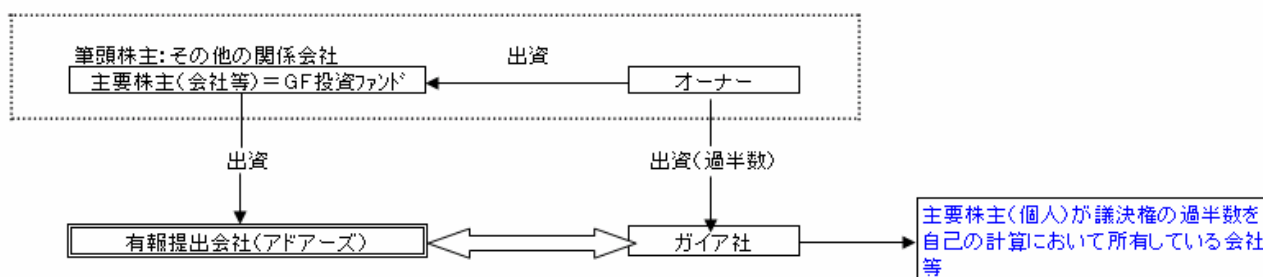 筆頭株主:その他の関係会社
出資
主要株主(会社等)=GF投資ファンド
オーナー
出資
出資(過半数)
有報提出会社(アドアーズ)
ガイア社
主要株主(個人)が議決権の過半数を
自己の計算において所有している会社
等